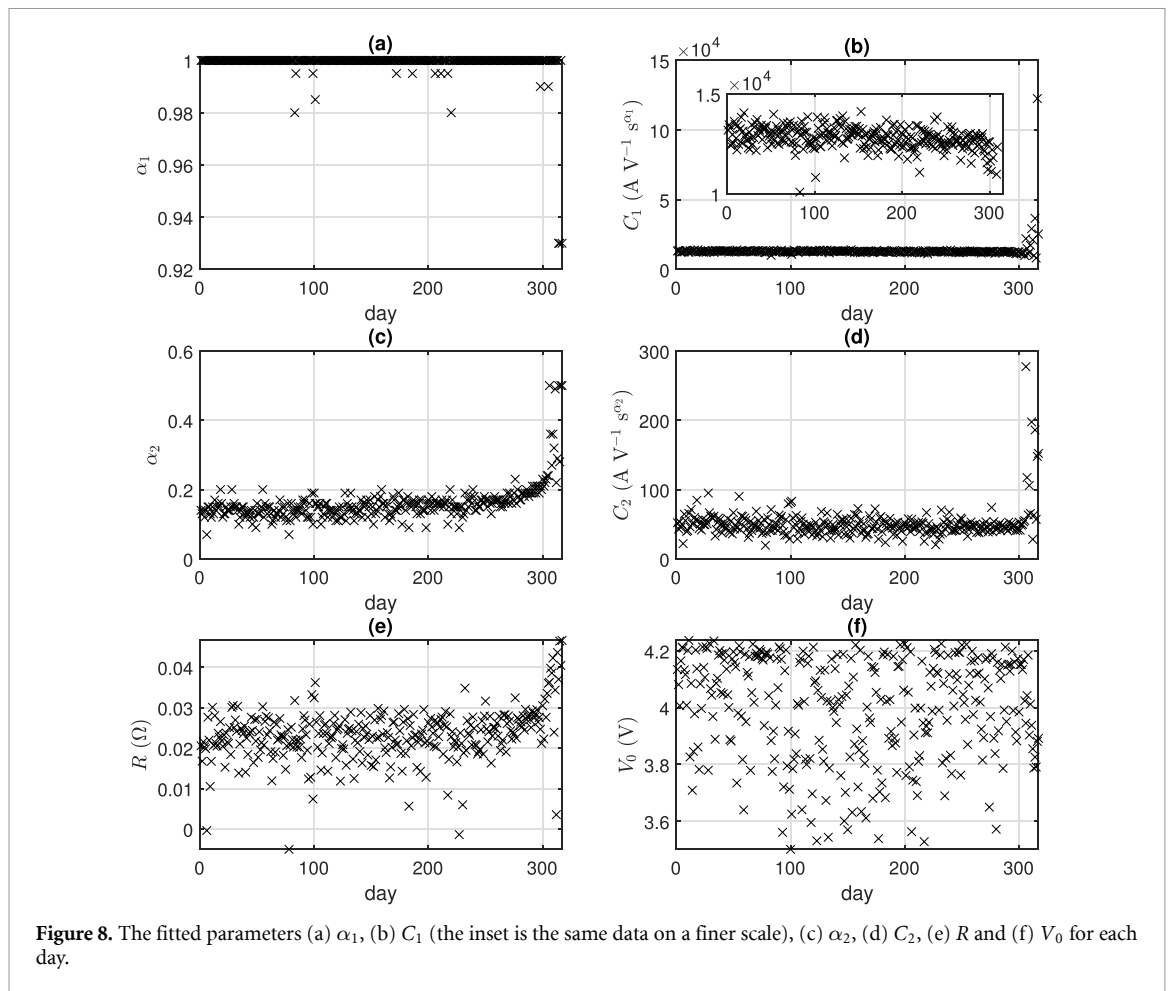 (a)
1
0.98
0.96
0.94
0.92
α₁
0 100 200 300
day
(b)
×10⁴
15
10
5
0
C₁ (A V⁻¹ s^α₁)
×10⁴
1.5
1
0 100 200 300
0 100 200 300
day
(c)
0.6
0.4
0.2
0
α₂
0 100 200 300
day
(d)
300
200
100
0
C₂ (A V⁻¹ s^α₂)
0 100 200 300
day
(e)
0.04
0.03
0.02
0.01
0
R (Ω)
0 100 200 300
day
(f)
4.2
4
3.8
3.6
V₀ (V)
0 100 200 300
day
Figure 8. The fitted parameters (a) α₁, (b) C₁ (the inset is the same data on a finer scale), (c) α₂, (d) C₂, (e) R and (f) V₀ for each
day.